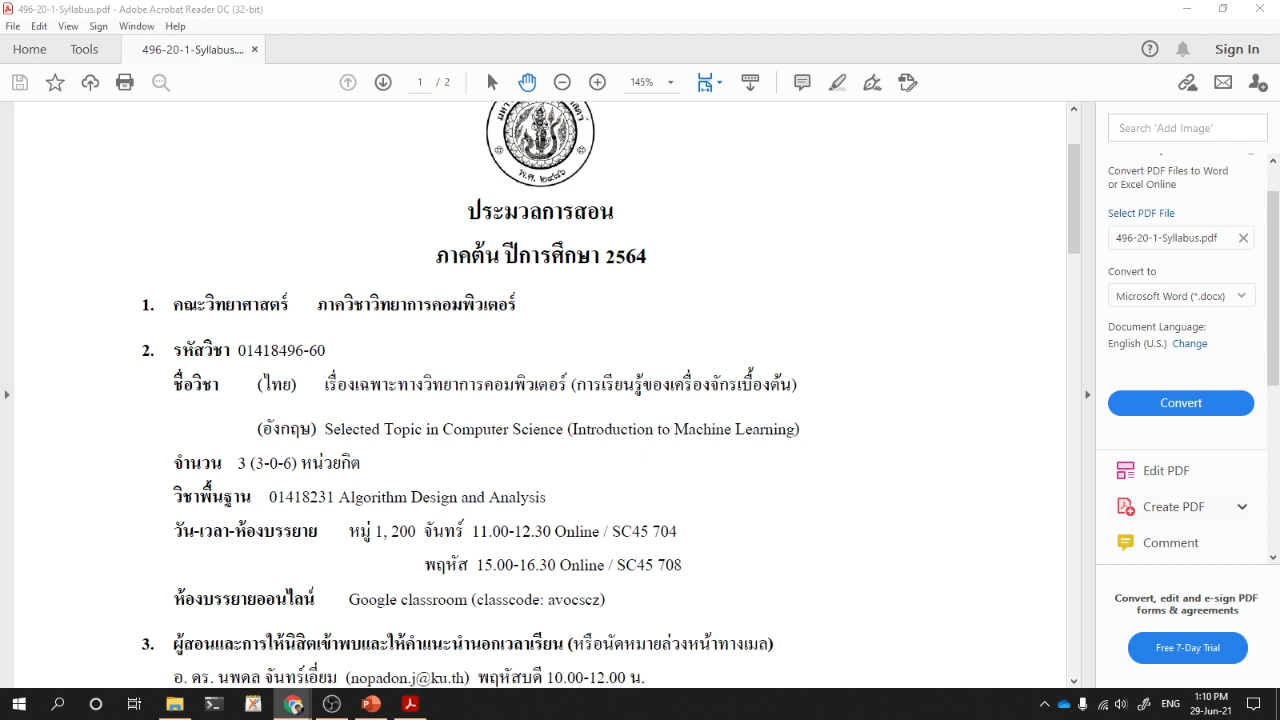 496-20-1-Syllabus.pdf - Adobe Acrobat Reader DC (32-bit)
File Edit View Sign Window Help
Home Tools 496-20-1-Syllabus.... × Sign In
1 / 2 145%
พ.ศ. ๒๔๘๖
ประมวลการสอน
ภาคต้น ปีการศึกษา 2564
1. คณะวิทยาศาสตร์ ภาควิชาวิทยาการคอมพิวเตอร์
2. รหัสวิชา 01418496-60
ชื่อวิชา (ไทย) เรื่องเฉพาะทางวิทยาการคอมพิวเตอร์ (การเรียนรู้ของเครื่องจักรเบื้องต้น)
(อังกฤษ) Selected Topic in Computer Science (Introduction to Machine Learning)
จำนวน 3 (3-0-6) หน่วยกิต
วิชาพื้นฐาน 01418231 Algorithm Design and Analysis
วัน-เวลา-ห้องบรรยาย หมู่ 1, 200 จันทร์ 11.00-12.30 Online / SC45 704
พฤหัส 15.00-16.30 Online / SC45 708
ห้องบรรยายออนไลน์ Google classroom (classcode: avocscz)
3. ผู้สอนและการให้นิสิตเข้าพบและให้คำแนะนำนอกเวลาเรียน (หรือนัดหมายล่วงหน้าทางเมล)
อ. ดร. นพดล จันทร์เอี่ยม (nopadon.j@ku.th) พฤหัสบดี 10.00-12.00 น.
Search 'Add Image'
Convert PDF Files to Word
or Excel Online
Select PDF File
496-20-1-Syllabus.pdf
Convert to
Microsoft Word (*.docx)
Document Language:
English (U.S.) Change
Convert
Edit PDF
Create PDF
Comment
Convert, edit and e-sign PDF
forms & agreements
Free 7-Day Trial
ENG
1:10 PM
29-Jun-21